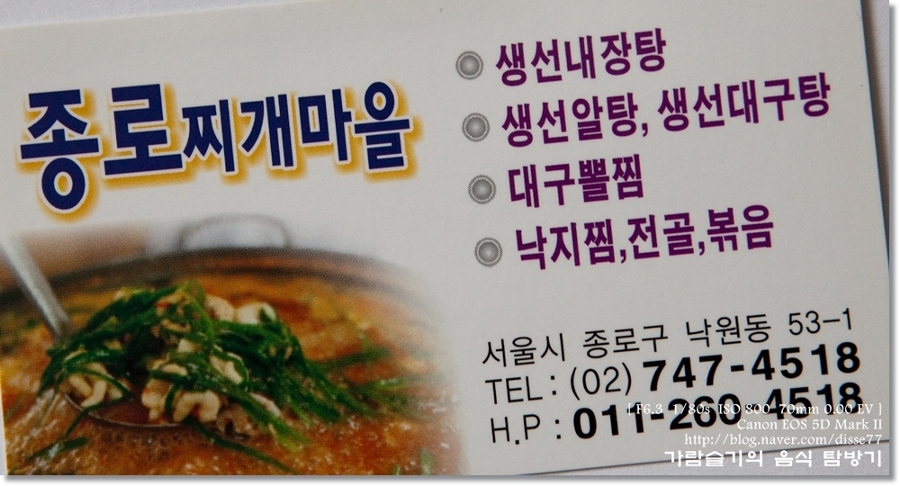 종로찌개마을
생선내장탕
생선알탕, 생선대구탕
대구뽈찜
낙지찜,전골,볶음
서울시 종로구 낙원동 53-1
TEL : (02) 747-4518
H.P : 011-260-4518
[ F6.3 1/80s ISO 800 70mm 0.00 EV ]
Canon EOS 5D Mark II
http://blog.naver.com/disse77
가람슬기의 음식 탐방기